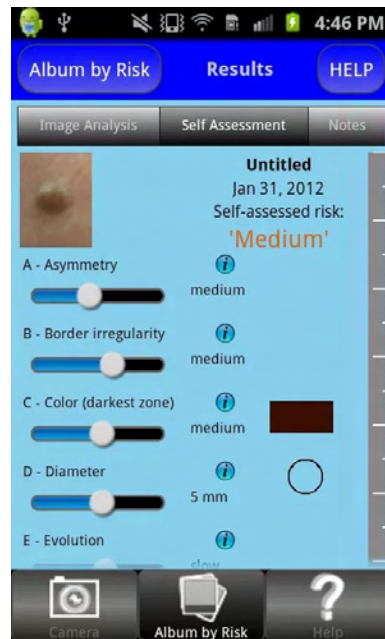 4:46 PM
Album by Risk Results HELP
Image Analysis Self Assessment Notes
Untitled
Jan 31, 2012
Self-assessed risk:
'Medium'
A - Asymmetry
medium
B - Border irregularity
medium
C - Color (darkest zone)
medium
D - Diameter
5 mm
E - Evolution
slow
Camera Album by Risk Help